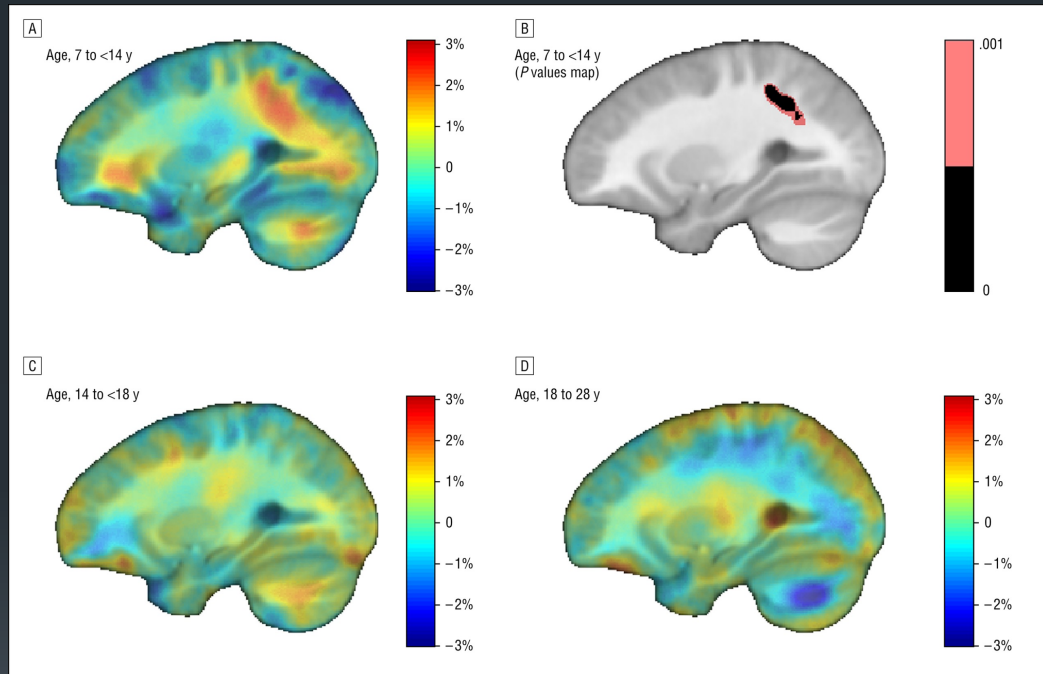 A
Age, 7 to <14 y
3%
2%
1%
0
−1%
−2%
−3%
B
Age, 7 to <14 y
(P values map)
.001
0
C
Age, 14 to <18 y
3%
2%
1%
0
−1%
−2%
−3%
D
Age, 18 to 28 y
3%
2%
1%
0
−1%
−2%
−3%